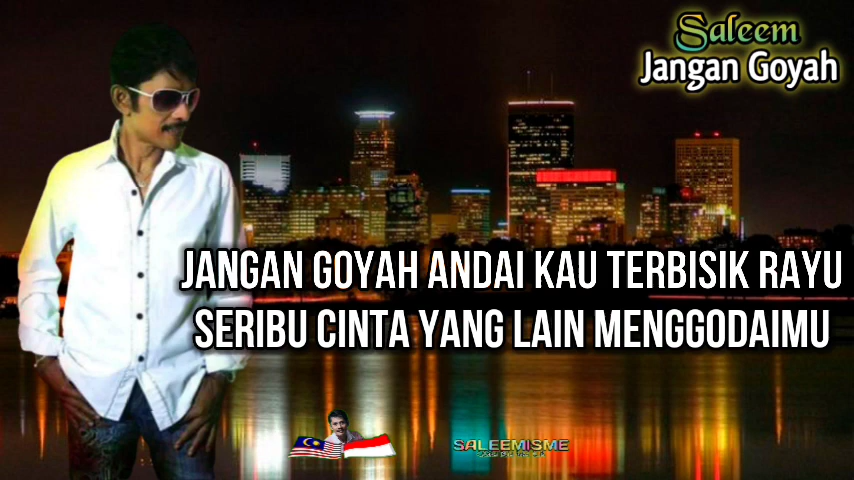 Saleem
Jangan Goyah
JANGAN GOYAH ANDAI KAU TERBISIK RAYU
SERIBU CINTA YANG LAIN MENGGODAIMU
SALEEMISME